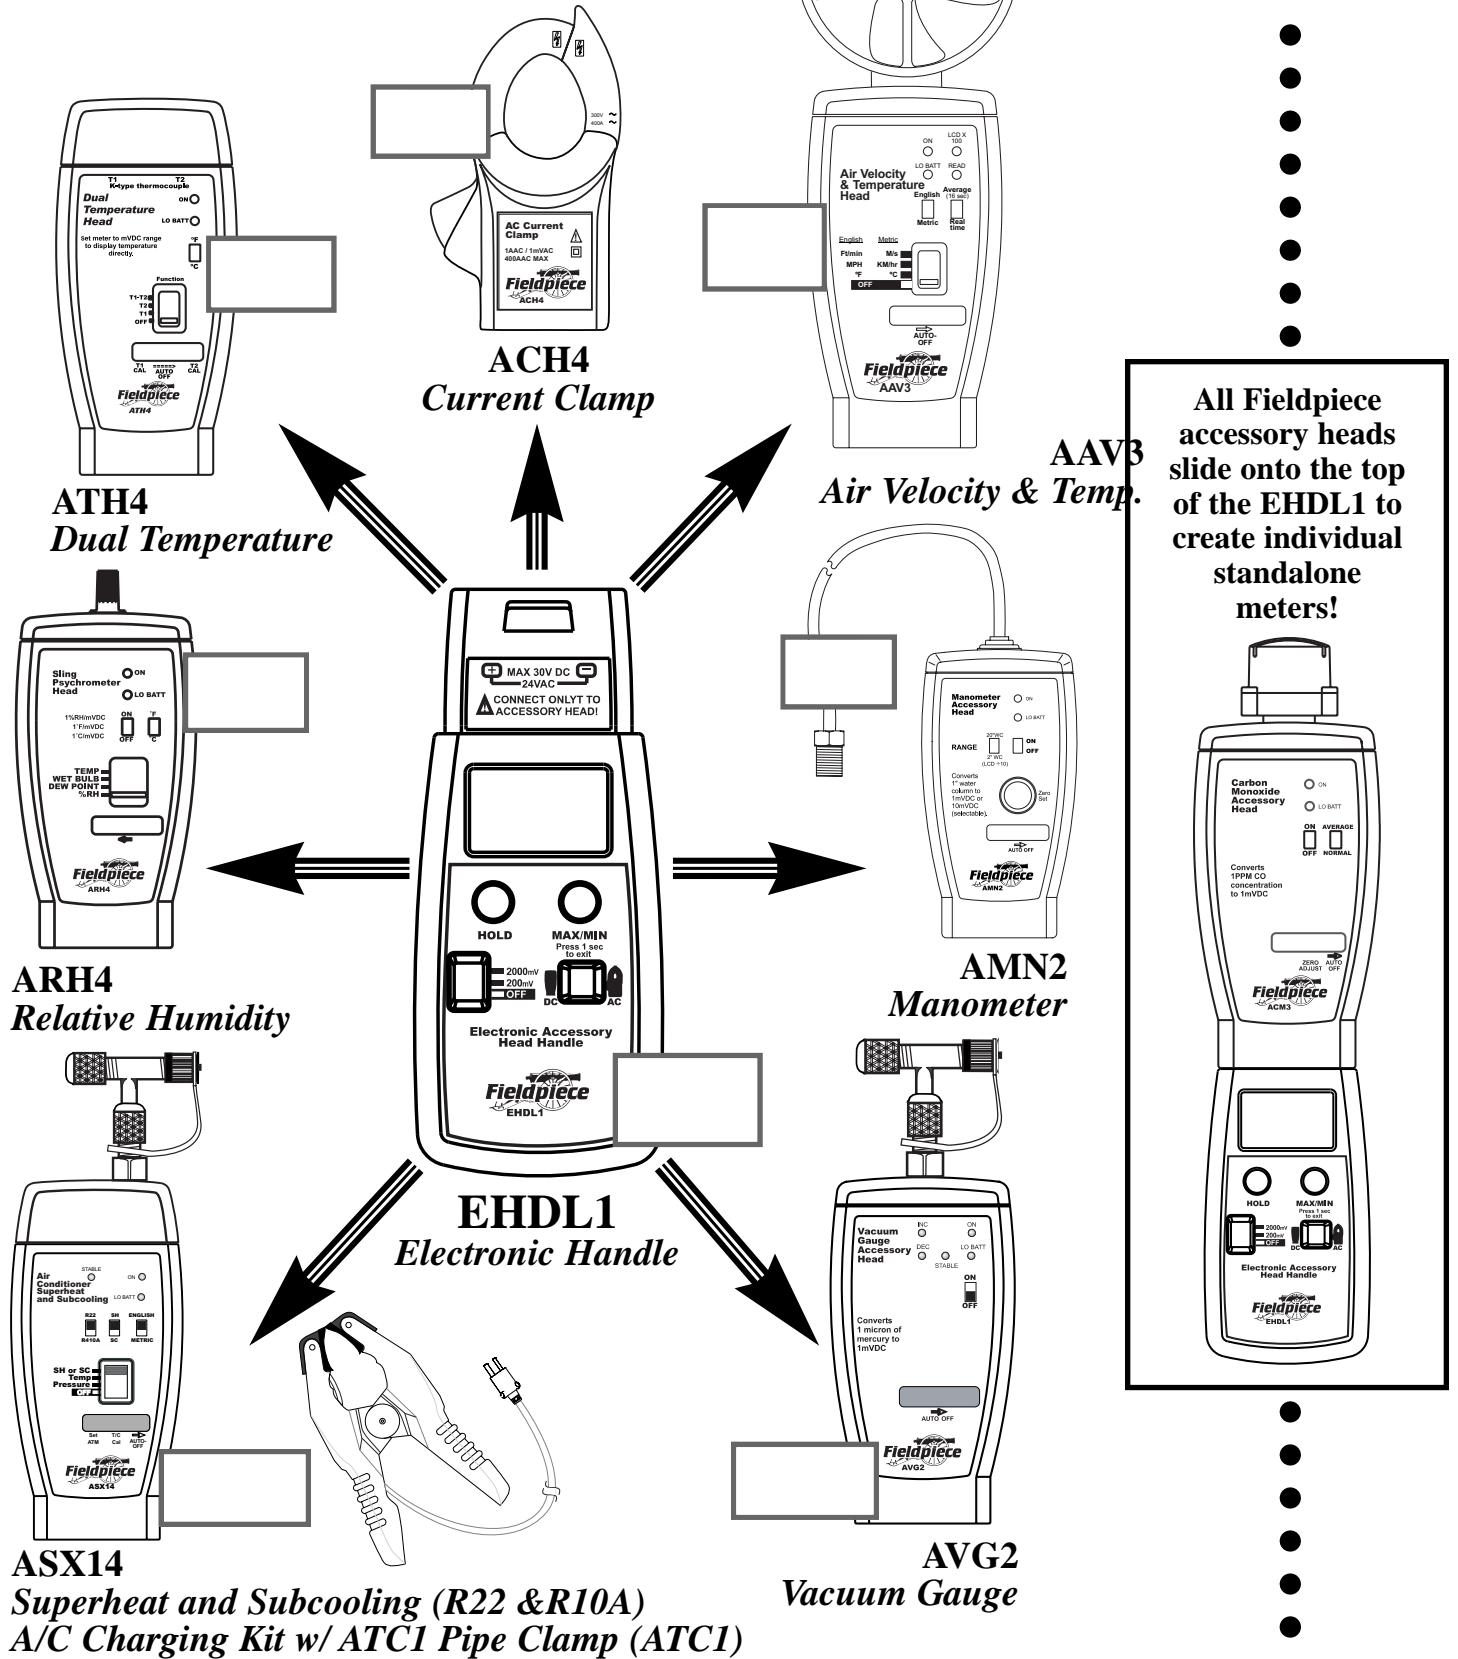 300V ~
400A ~
AC Current
Clamp
1AAC / 1mVAC
400AAC MAX
Fieldpiece
ACH4
ACH4
Current Clamp
T1 T2
K-type thermocouple
Dual
Temperature
Head
ON
LO BATT
Set meter to mVDC range
to display temperature
directly.
°F
°C
Function
T1-T2
T2
T1
OFF
T1 CAL
=====>
AUTO OFF
T2 CAL
Fieldpiece
ATH4
ATH4
Dual Temperature
ON
LCD X
100
LO BATT READ
Air Velocity
& Temperature
Head
English
Metric
Average
(16 sec)
Real
time
English Metric
Ft/min M/s
MPH KM/hr
°F °C
OFF
AUTO-
OFF
Fieldpiece
AAV3
AAV3
Air Velocity & Temp.
All Fieldpiece
accessory heads
slide onto the top
of the EHDL1 to
create individual
standalone
meters!
Sling
Psychrometer
Head
ON
LO BATT
1%RH/mVDC
1°F/mVDC
1°C/mVDC
ON
OFF
°F
°C
TEMP
WET BULB
DEW POINT
%RH
Fieldpiece
ARH4
ARH4
Relative Humidity
+ MAX 30V DC −
24VAC
CONNECT ONLYT TO
ACCESSORY HEAD!
HOLD
MAX/MIN
Press 1 sec
to exit
2000mV
200mV
OFF
DC AC
Electronic Accessory
Head Handle
Fieldpiece
EHDL1
EHDL1
Electronic Handle
Manometer
Accessory
Head
ON
LO BATT
RANGE
20"WC
2" WC
(LCD ÷10)
ON
OFF
Converts
1" water
column to
1mVDC or
10mVDC
(selectable).
Zero
Set
AUTO OFF
Fieldpiece
AMN2
AMN2
Manometer
Carbon
Monoxide
Accessory
Head
ON
LO BATT
ON AVERAGE
OFF NORMAL
Converts
1PPM CO
concentration
to 1mVDC
ZERO
ADJUST
AUTO
OFF
Fieldpiece
ACM3
HOLD
MAX/MIN
Press 1 sec
to exit
2000mV
200mV
OFF
DC AC
Electronic Accessory
Head Handle
Fieldpiece
EHDL1
STABLE
Air
Conditioner
Superheat
and Subcooling
ON
LO BATT
R22 SH ENGLISH
R410A SC METRIC
SH or SC
Temp
Pressure
OFF
Set
ATM
T/C
Cal
AUTO-
OFF
Fieldpiece
ASX14
ASX14
Superheat and Subcooling (R22 &R10A)
A/C Charging Kit w/ ATC1 Pipe Clamp (ATC1)
Vacuum
Gauge
Accessory
Head
INC ON
DEC LO BATT
STABLE
ON
OFF
Converts
1 micron of
mercury to
1mVDC
AUTO OFF
Fieldpiece
AVG2
AVG2
Vacuum Gauge